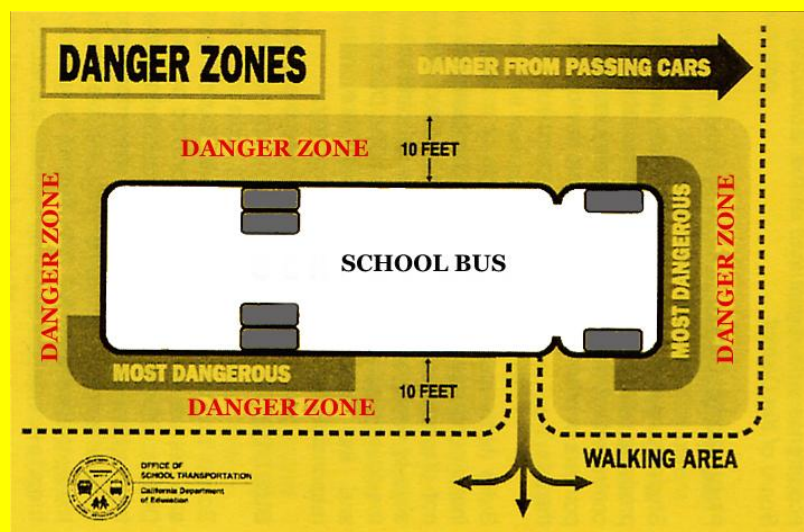 DANGER ZONES
DANGER FROM PASSING CARS
DANGER ZONE
10 FEET
DANGER ZONE
SCHOOL BUS
MOST DANGEROUS
DANGER ZONE
MOST DANGEROUS
10 FEET
DANGER ZONE
WALKING AREA
OFFICE OF
SCHOOL TRANSPORTATION
California Department
of Education